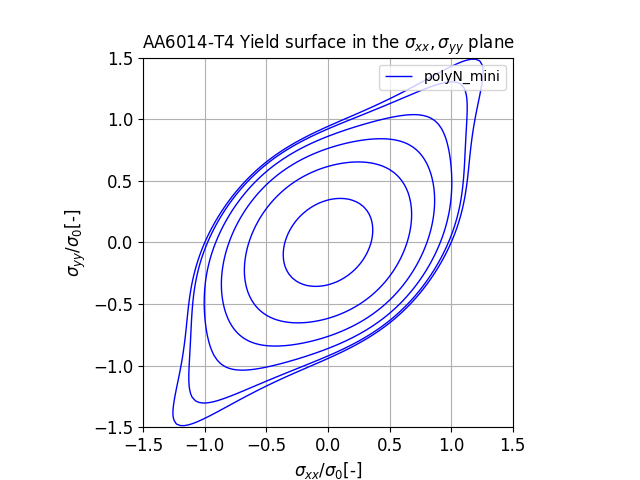 AA6014-T4 Yield surface in the σxx, σyy plane
polyN_mini
1.5
1.0
0.5
0.0
−0.5
−1.0
−1.5
−1.5 −1.0 −0.5 0.0 0.5 1.0 1.5
σyy/σ0[-]
σxx/σ0[-]